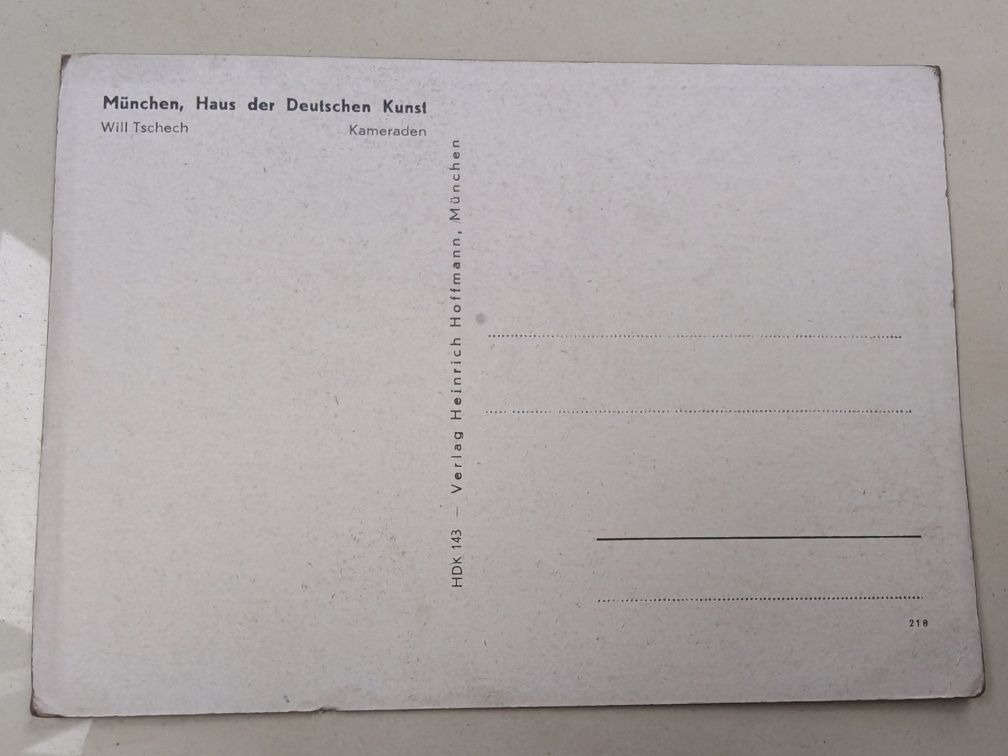 München, Haus der Deutschen Kunst
Will Tschech Kameraden
HDK 143 – Verlag Heinrich Hoffmann, München
218